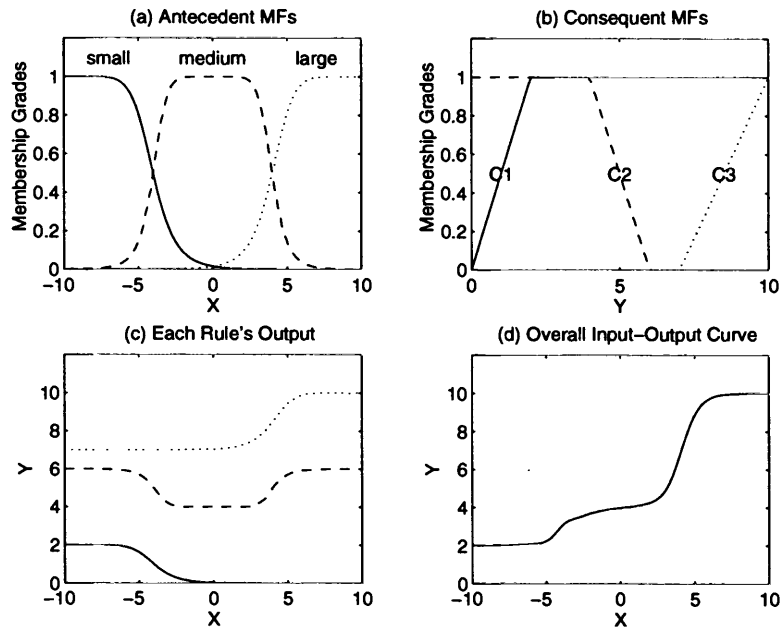 (a) Antecedent MFs
small medium large
Membership Grades
1
0.8
0.6
0.4
0.2
0
-10 -5 0 5 10
X
(b) Consequent MFs
Membership Grades
1
0.8
0.6
0.4
0.2
0
C1 C2 C3
0 5 10
Y
(c) Each Rule's Output
Y
10
8
6
4
2
0
-10 -5 0 5 10
X
(d) Overall Input–Output Curve
Y
10
8
6
4
2
0
-10 -5 0 5 10
X